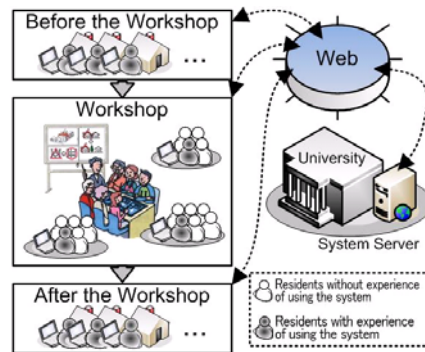 Before the Workshop
...
Workshop
After the Workshop
...
Web
University
System Server
Residents without experience
of using the system
Residents with experience
of using the system